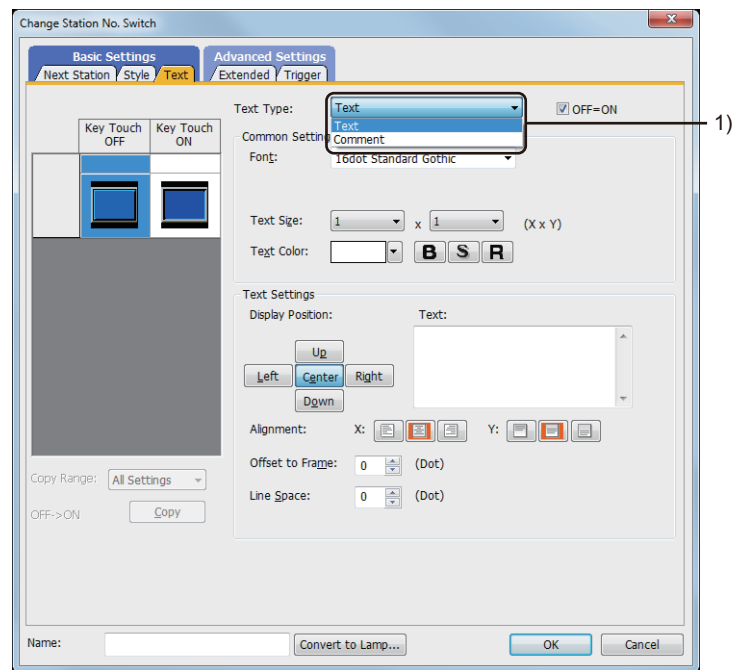 Change Station No. Switch
Basic Settings Advanced Settings
Next Station Style Text Extended Trigger
Text Type: Text OFF=ON
Text
Comment
1)
Key Touch OFF Key Touch ON
Common Setting
Font: 16dot Standard Gothic
Text Size: 1 x 1 (X x Y)
Text Color: B S R
Text Settings
Display Position: Text:
Up
Left Center Right
Down
Alignment: X: Y:
Offset to Frame: 0 (Dot)
Line Space: 0 (Dot)
Copy Range: All Settings
OFF->ON Copy
Name: Convert to Lamp... OK Cancel